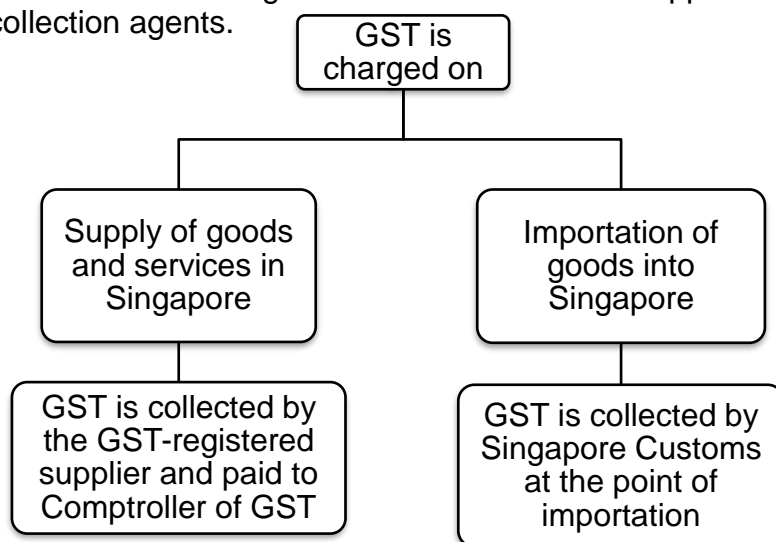 collection agents.
GST is
charged on
Supply of goods
and services in
Singapore
Importation of
goods into
Singapore
GST is collected by
the GST-registered
supplier and paid to
Comptroller of GST
GST is collected by
Singapore Customs
at the point of
importation